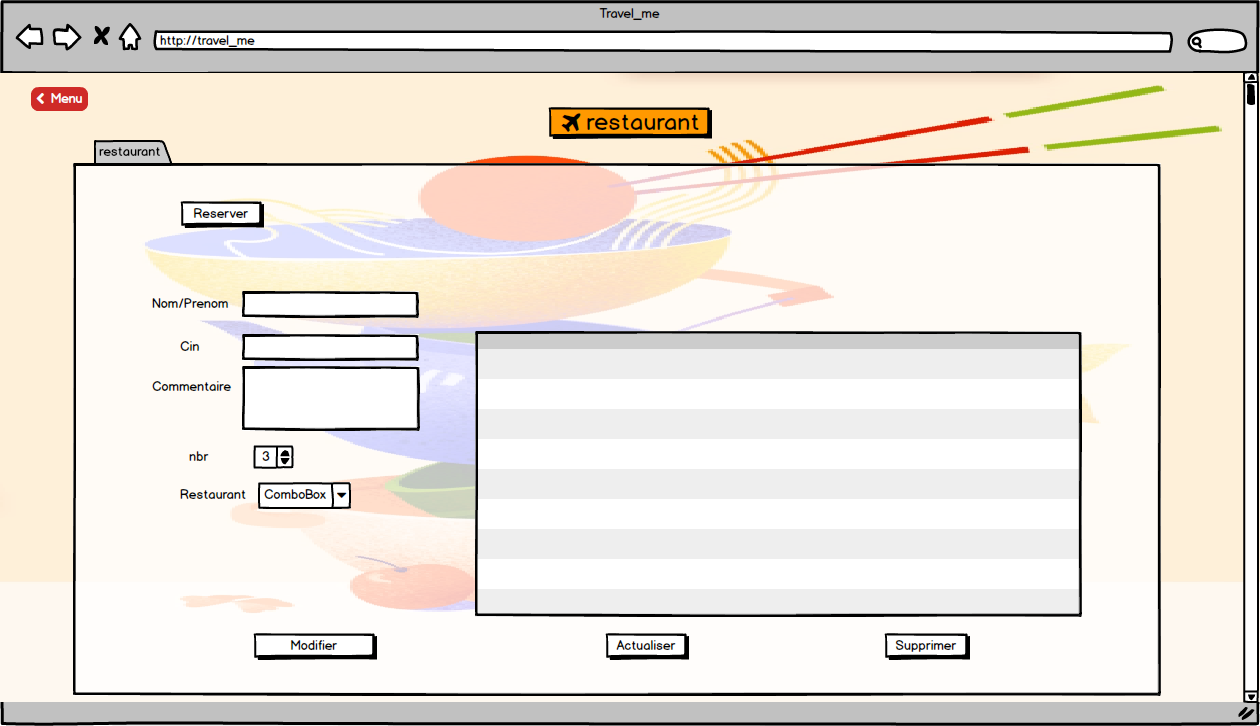 Travel_me
http://travel_me
Menu
restaurant
restaurant
Reserver
Nom/Prenom
Cin
Commentaire
nbr
3
Restaurant
ComboBox
Modifier
Actualiser
Supprimer